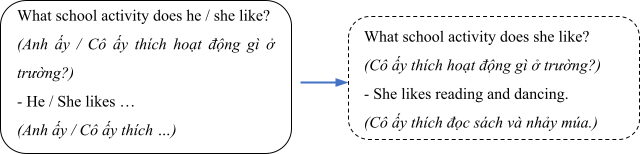 What school activity does he / she like?
(Anh ấy / Cô ấy thích hoạt động gì ở
trường?)
- He / She likes …
(Anh ấy / Cô ấy thích …)
What school activity does she like?
(Cô ấy thích hoạt động gì ở trường?)
- She likes reading and dancing.
(Cô ấy thích đọc sách và nhảy múa.)